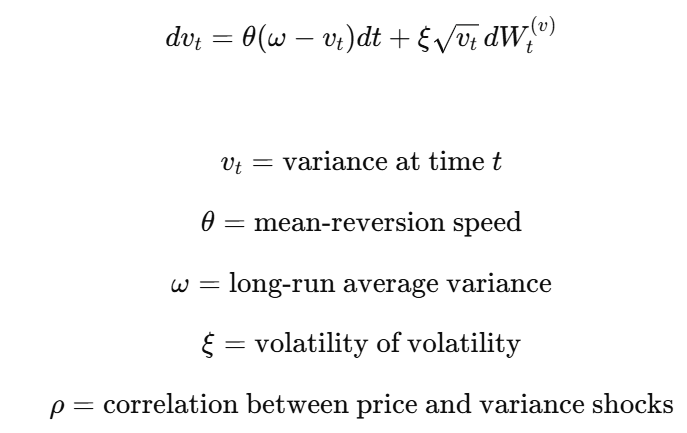 dv_t = θ(ω − v_t)dt + ξ√v_t dW_t^{(v)}
v_t = variance at time t
θ = mean-reversion speed
ω = long-run average variance
ξ = volatility of volatility
ρ = correlation between price and variance shocks